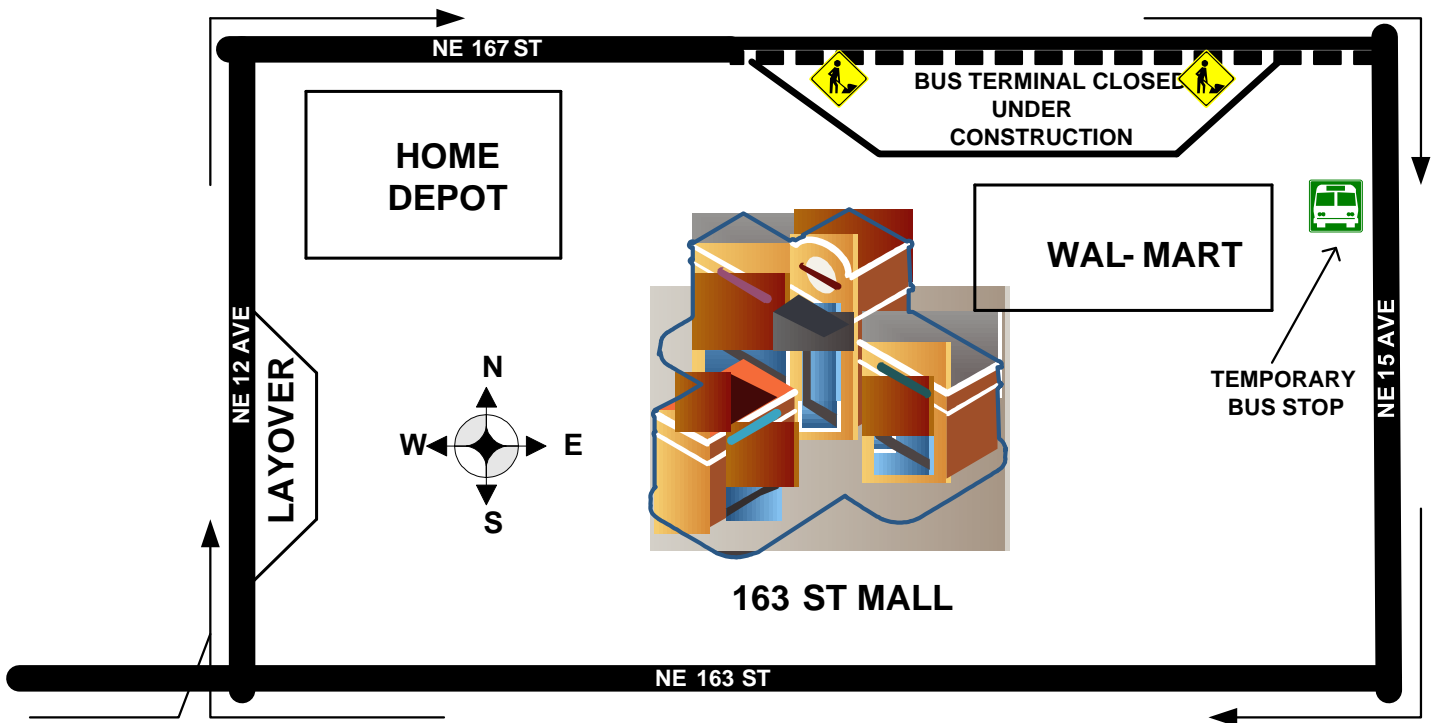 NE 167 ST
BUS TERMINAL CLOSED
UNDER
CONSTRUCTION
HOME
DEPOT
WAL- MART
NE 12 AVE
LAYOVER
N
W
E
S
TEMPORARY
BUS STOP
NE 15 AVE
163 ST MALL
NE 163 ST